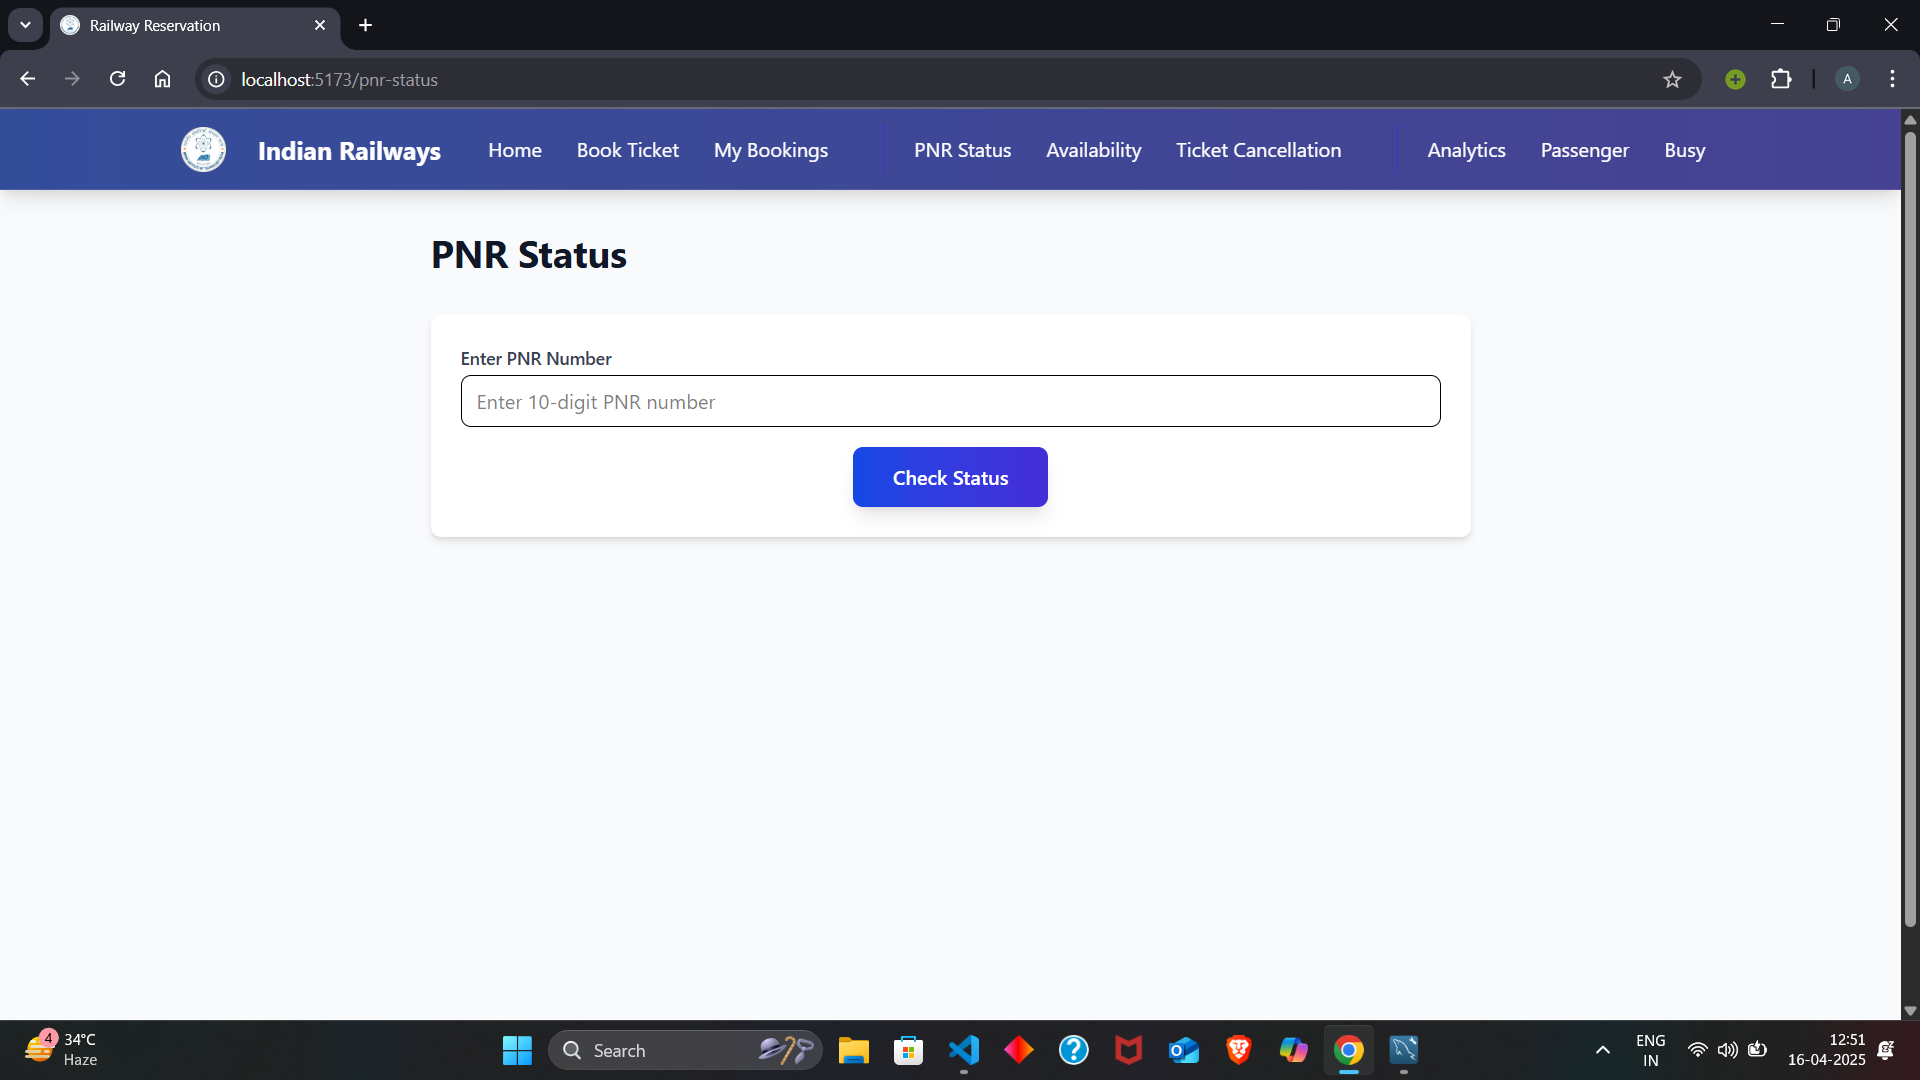 Railway Reservation
localhost:5173/pnr-status
A
Indian Railways Home Book Ticket My Bookings PNR Status Availability Ticket Cancellation Analytics Passenger Busy
PNR Status
Enter PNR Number
Enter 10-digit PNR number
Check Status
4
34°C
Haze
Search
ENG
IN
12:51
16-04-2025